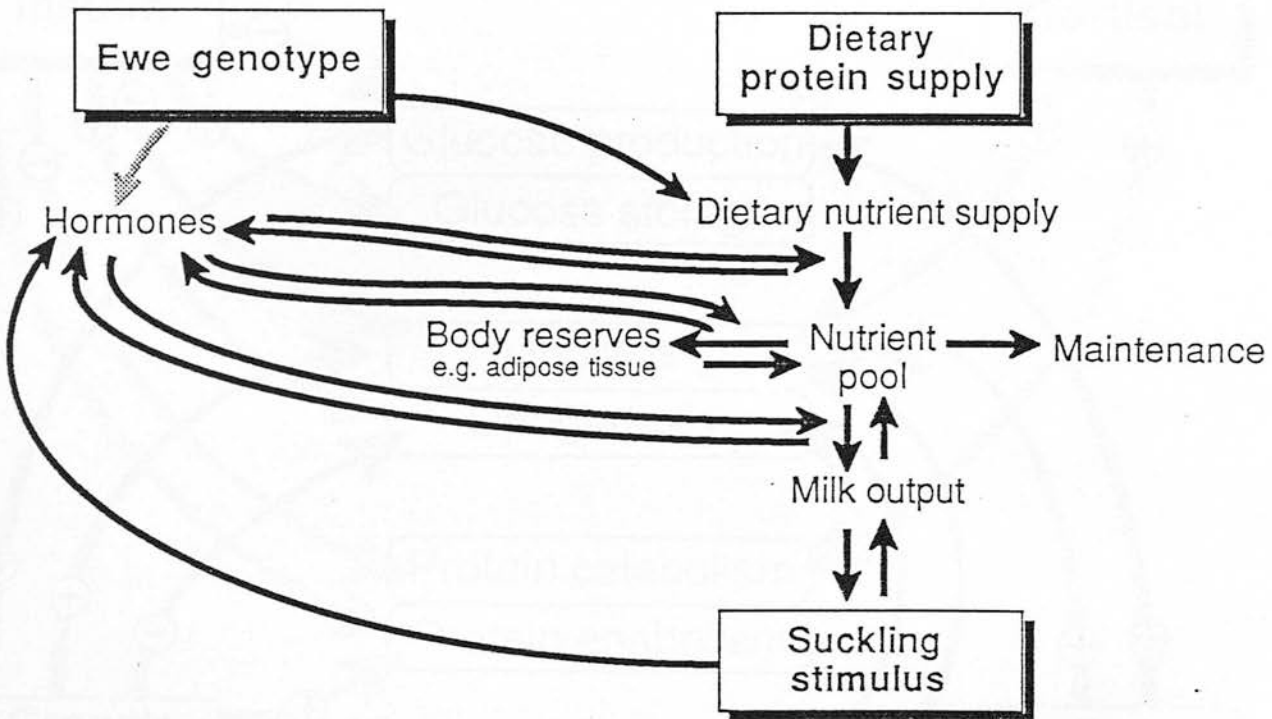 Ewe genotype
Dietary
protein supply
Hormones
Dietary nutrient supply
Body reserves
e.g. adipose tissue
Nutrient
pool
Maintenance
Milk output
Suckling
stimulus